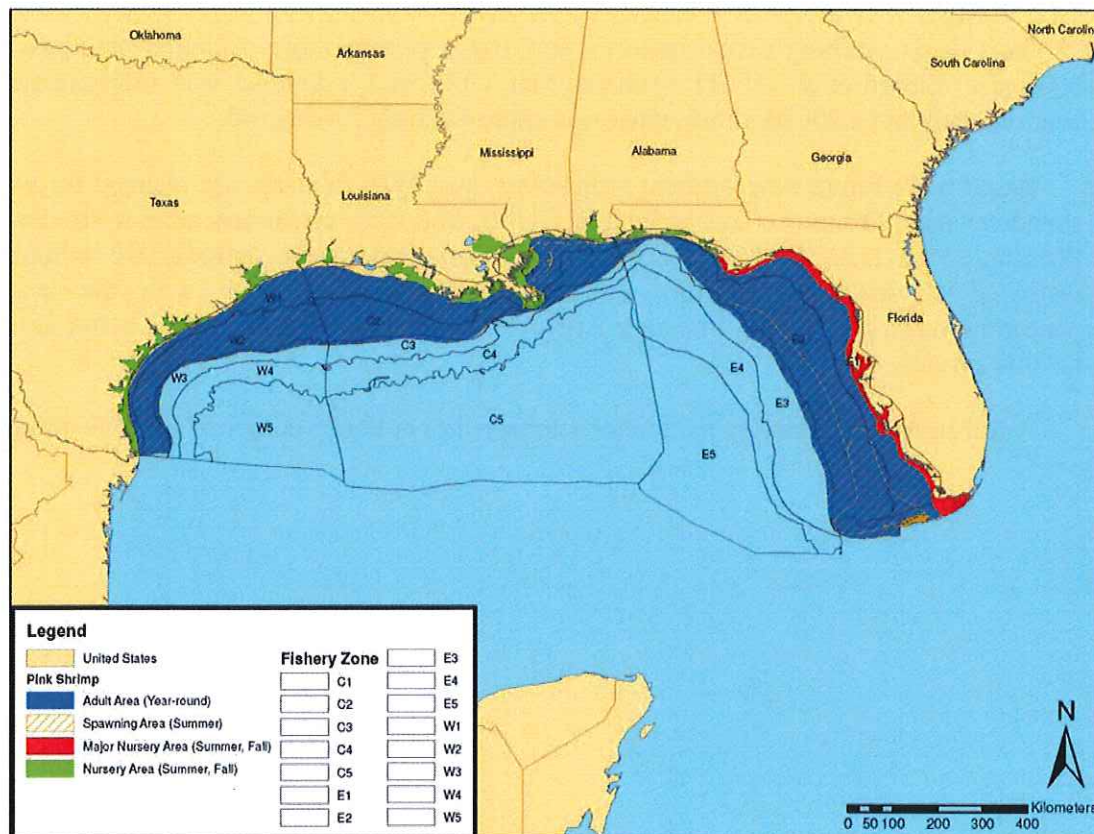 Oklahoma
North Carolin
Arkansas
South Carolina
Mississippi
Alabama
Georgia
Texas
Louisiana
Florida
W1
C2
W2
C3
C4
W3
W4
E2
E1
E4
E3
W5
C5
E5
Legend
United States
Pink Shrimp
Adult Area (Year-round)
Spawning Area (Summer)
Major Nursery Area (Summer, Fall)
Nursery Area (Summer, Fall)
Fishery Zone
C1
C2
C3
C4
C5
E1
E2
E3
E4
E5
W1
W2
W3
W4
W5
N
Kilometers
0 50 100 200 300 400